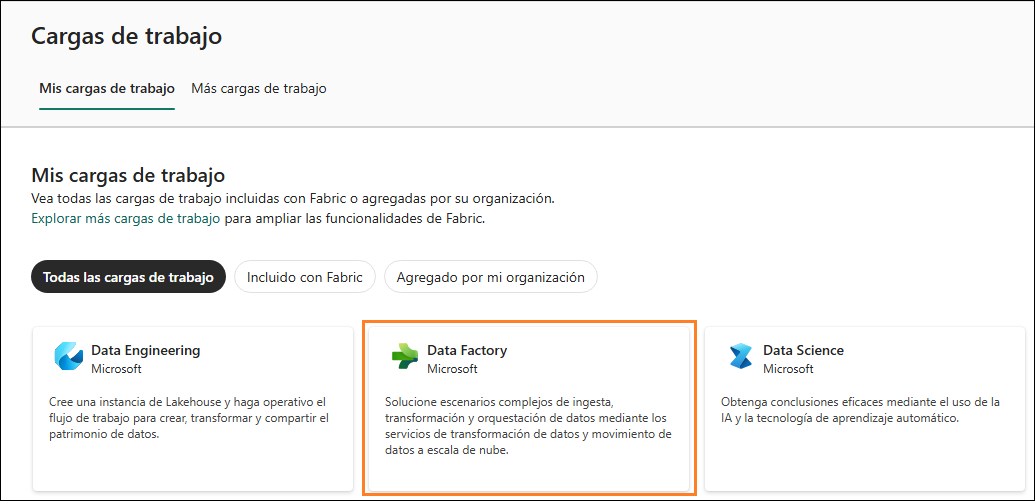 Cargas de trabajo
Mis cargas de trabajo
Más cargas de trabajo
Mis cargas de trabajo
Vea todas las cargas de trabajo incluidas con Fabric o agregadas por su organización.
Explorar más cargas de trabajo para ampliar las funcionalidades de Fabric.
Todas las cargas de trabajo
Incluido con Fabric
Agregado por mi organización
Data Engineering
Microsoft
Cree una instancia de Lakehouse y haga operativo el
flujo de trabajo para crear, transformar y compartir el
patrimonio de datos.
Data Factory
Microsoft
Solucione escenarios complejos de ingesta,
transformación y orquestación de datos mediante los
servicios de transformación de datos y movimiento de
datos a escala de nube.
Data Science
Microsoft
Obtenga conclusiones eficaces mediante el uso de la
IA y la tecnología de aprendizaje automático.